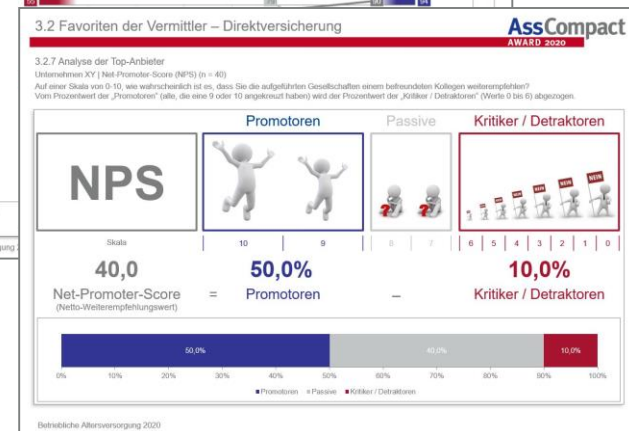 3.2 Favoriten der Vermittler – Direktversicherung
AssCompact
AWARD 2020
3.2.7 Analyse der Top-Anbieter
Unternehmen XY | Net-Promoter-Score (NPS) (n = 40)
Auf einer Skala von 0-10, wie wahrscheinlich ist es, dass Sie die aufgeführten Gesellschaften einem befreundeten Kollegen weiterempfehlen?
Vom Prozentwert der „Promotoren“ (alle, die eine 9 oder 10 angekreuzt haben) wird der Prozentwert der „Kritiker / Detraktoren“ (Werte 0 bis 6) abgezogen.
Promotoren Passive Kritiker / Detraktoren
NPS
NEIN NEIN NEIN NEIN
Skala 10 9 8 7 6 5 4 3 2 1 0
40,0 50,0% 10,0%
Net-Promoter-Score = Promotoren – Kritiker / Detraktoren
(Netto-Weiterempfehlungswert)
50,0% 40,0% 10,0%
0% 10% 20% 30% 40% 50% 60% 70% 80% 90% 100%
Promotoren Passive Kritiker / Detraktoren
Betriebliche Altersversorgung 2020